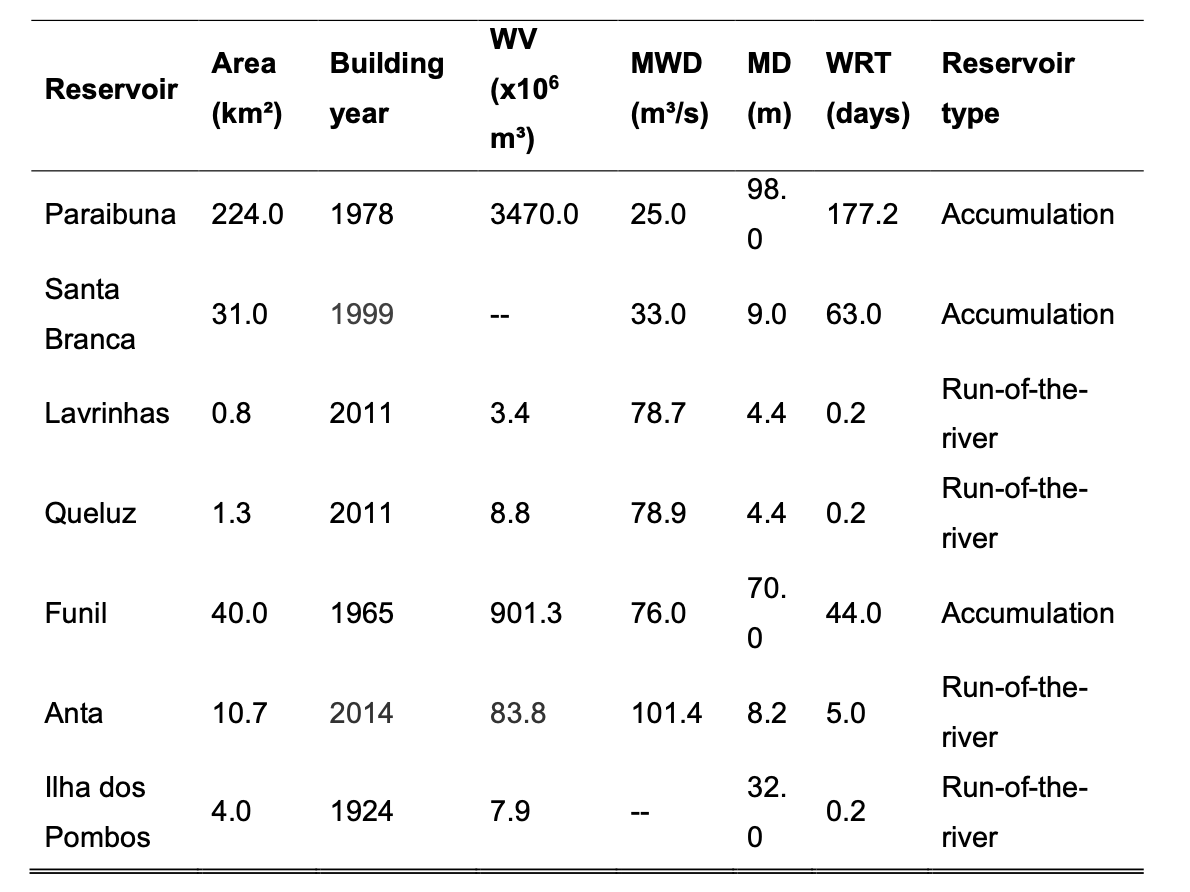 Reservoir Area (km²) Building year WV (x10⁶ m³) MWD (m³/s) MD (m) WRT (days) Reservoir type
Paraibuna 224.0 1978 3470.0 25.0 98.0 177.2 Accumulation
Santa Branca 31.0 1999 -- 33.0 9.0 63.0 Accumulation
Lavrinhas 0.8 2011 3.4 78.7 4.4 0.2 Run-of-the-river
Queluz 1.3 2011 8.8 78.9 4.4 0.2 Run-of-the-river
Funil 40.0 1965 901.3 76.0 70.0 44.0 Accumulation
Anta 10.7 2014 83.8 101.4 8.2 5.0 Run-of-the-river
Ilha dos Pombos 4.0 1924 7.9 -- 32.0 0.2 Run-of-the-river